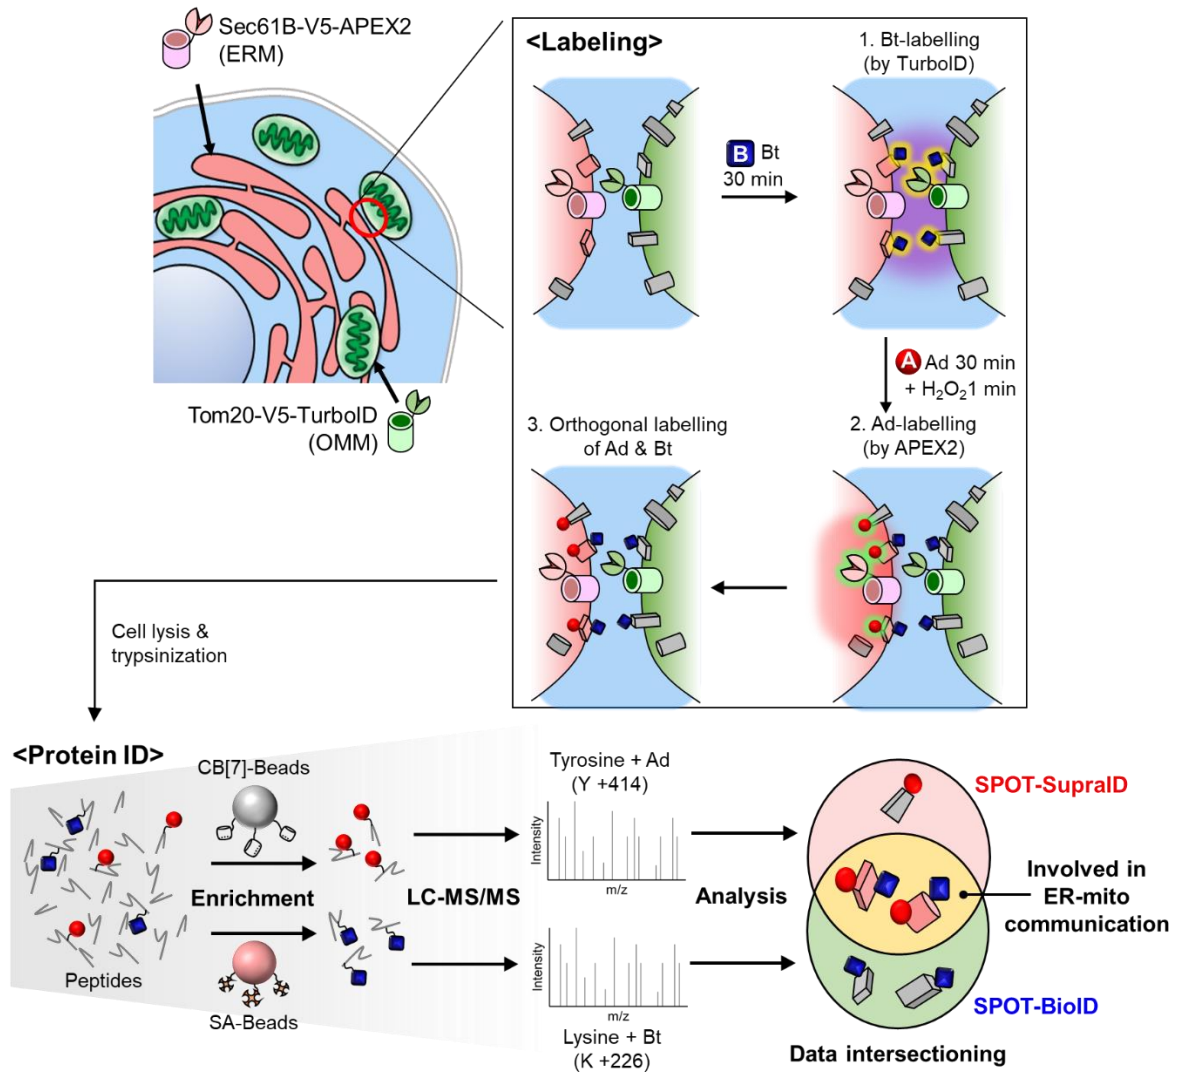 Sec61B-V5-APEX2
(ERM)
Tom20-V5-TurboID
(OMM)
<Labeling>
B Bt
30 min
1. Bt-labelling
(by TurboID)
A Ad 30 min
+ H₂O₂1 min
2. Ad-labelling
(by APEX2)
3. Orthogonal labelling
of Ad & Bt
Cell lysis &
trypsinization
<Protein ID>
CB[7]-Beads
Peptides
Enrichment
SA-Beads
LC-MS/MS
Tyrosine + Ad
(Y +414)
Intensity
m/z
Intensity
m/z
Lysine + Bt
(K +226)
Analysis
SPOT-SupraID
Involved in
ER-mito
communication
SPOT-BioID
Data intersectioning